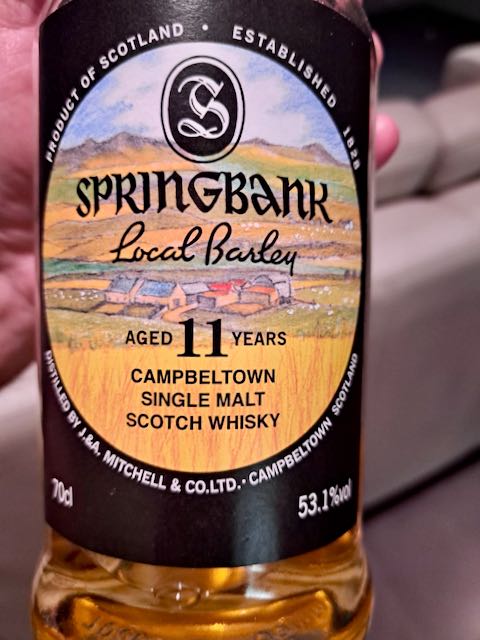 PRODUCT OF SCOTLAND • ESTABLISHED 1828
S
SPRINGBANK
Local Barley
AGED 11 YEARS
CAMPBELTOWN
SINGLE MALT
SCOTCH WHISKY
DISTILLED BY J.&A. MITCHELL & CO.LTD. • CAMPBELTOWN SCOTLAND
70cl
53.1%vol